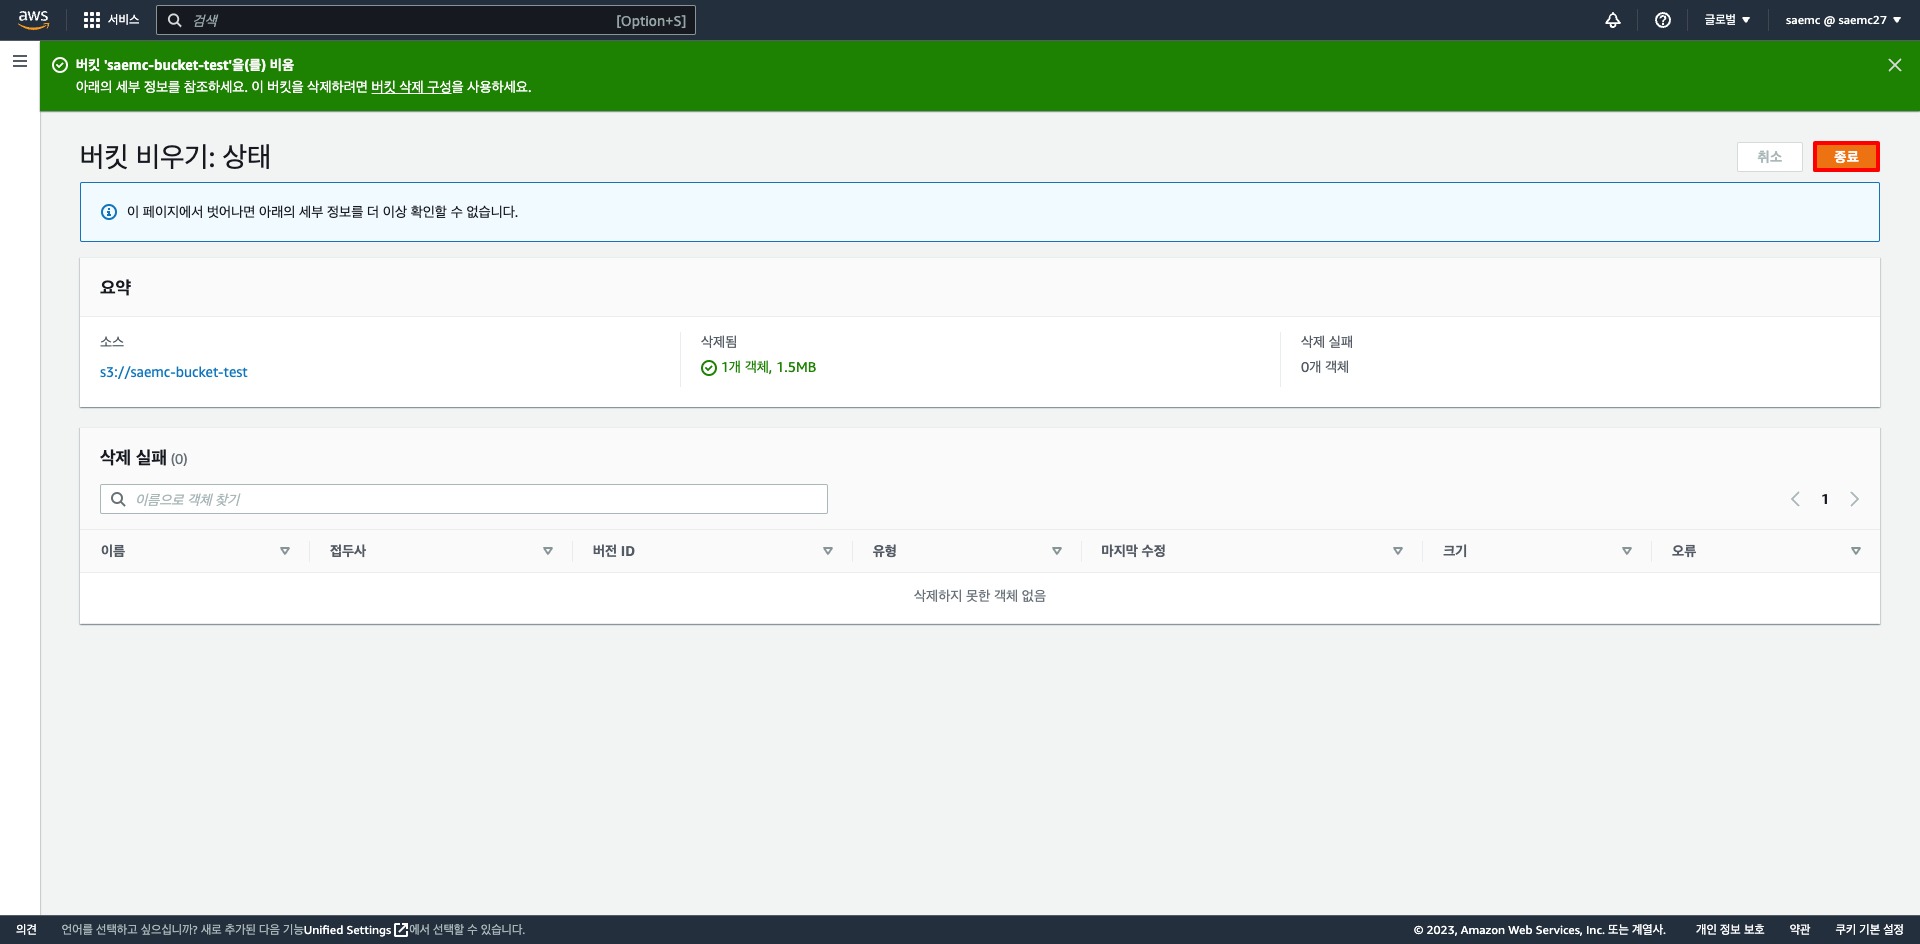 aws
서비스
검색
[Option+S]
글로벌
saemc @ saemc27
버킷 'saemc-bucket-test'을(를) 비움
아래의 세부 정보를 참조하세요. 이 버킷을 삭제하려면 버킷 삭제 구성을 사용하세요.
버킷 비우기: 상태
취소
종료
이 페이지에서 벗어나면 아래의 세부 정보를 더 이상 확인할 수 없습니다.
요약
소스
s3://saemc-bucket-test
삭제됨
1개 객체, 1.5MB
삭제 실패
0개 객체
삭제 실패 (0)
이름으로 객체 찾기
1
이름
접두사
버전 ID
유형
마지막 수정
크기
오류
삭제하지 못한 객체 없음
의견
언어를 선택하고 싶으십니까? 새로 추가된 다음 기능Unified Settings에서 선택할 수 있습니다.
© 2023, Amazon Web Services, Inc. 또는 계열사.
개인 정보 보호
약관
쿠키 기본 설정